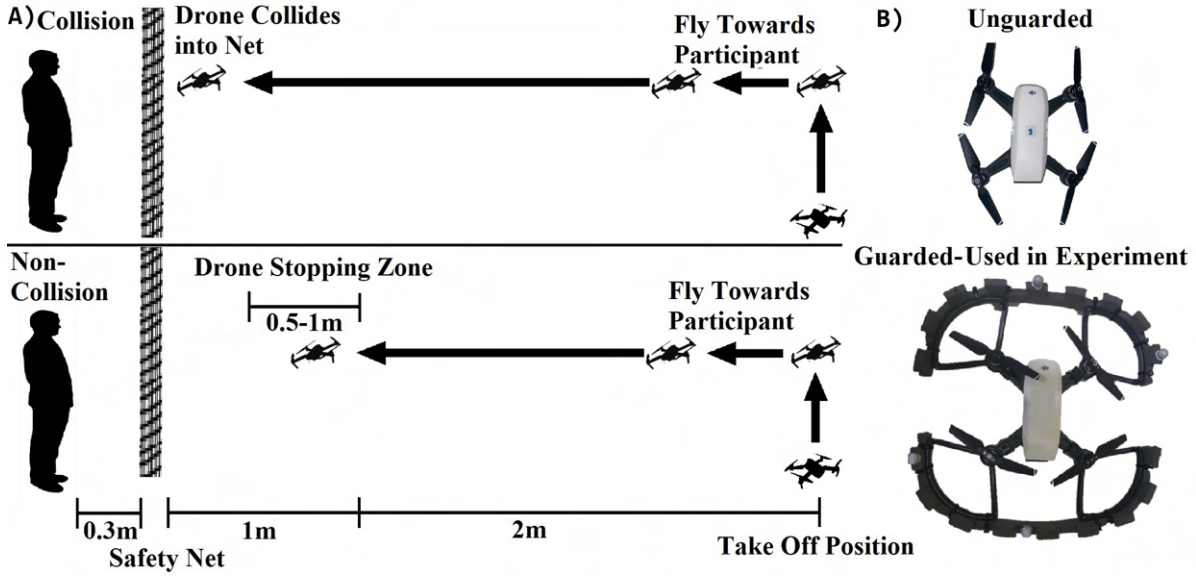 A) Collision
Drone Collides
into Net
Fly Towards
Participant
B)
Unguarded
Non-
Collision
Drone Stopping Zone
0.5-1m
Fly Towards
Participant
Guarded-Used in Experiment
0.3m
1m
2m
Safety Net
Take Off Position